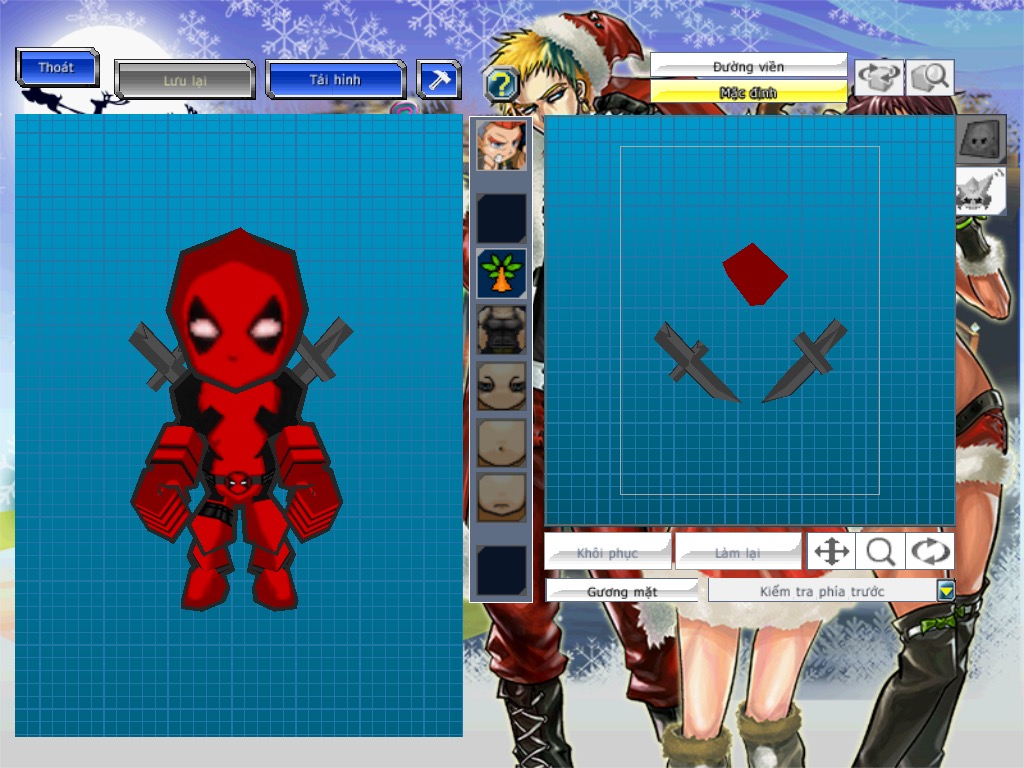 Thoát
Lưu lại
Tải hình
?
Đường viền
Mặc định
Khôi phục
Làm lại
Gương mặt
Kiểm tra phía trước